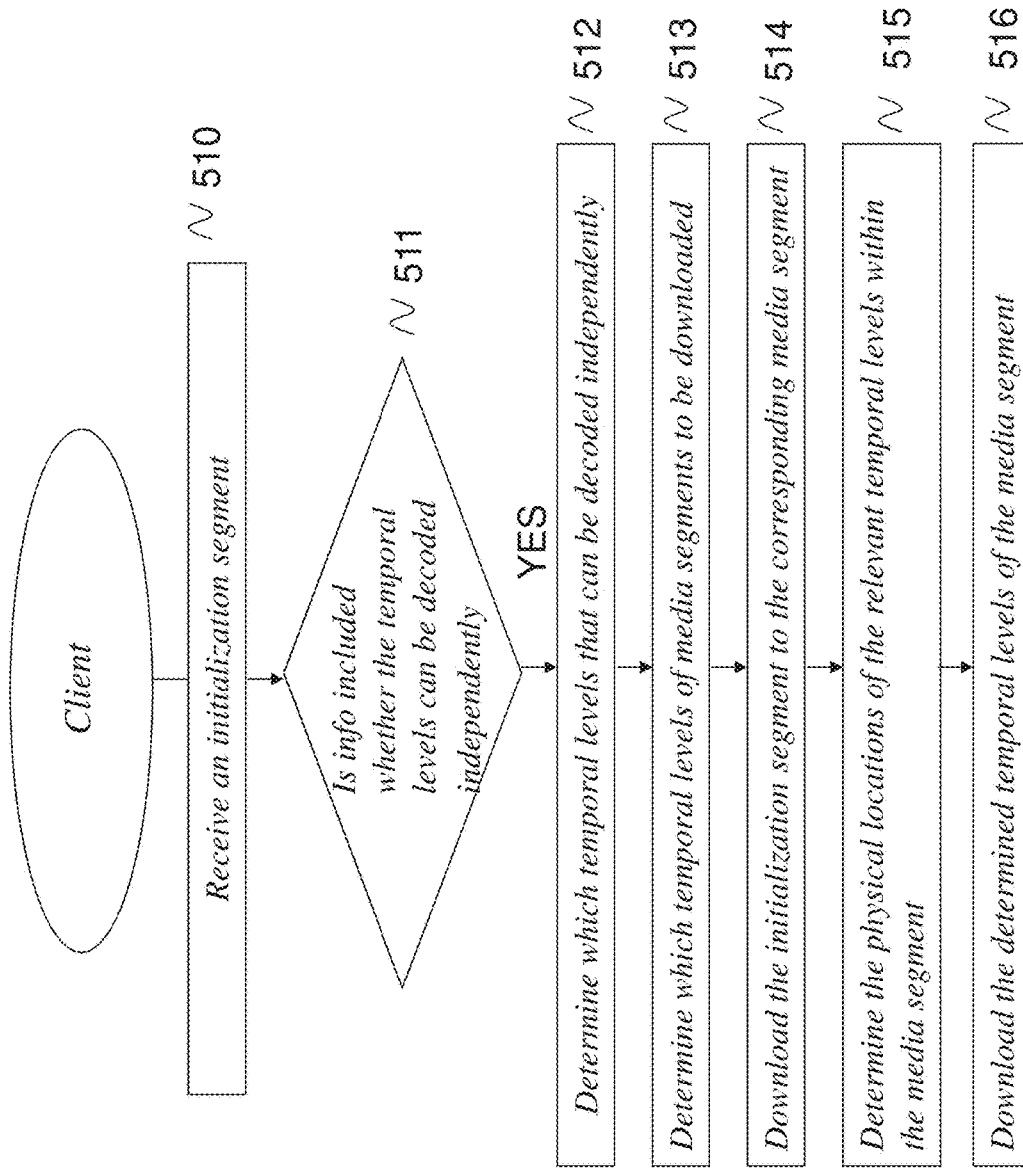 Client
Receive an initialization segment
510
Is info included
whether the temporal
levels can be decoded
independently
511
YES
Determine which temporal levels that can be decoded independently
512
Determine which temporal levels of media segments to be downloaded
513
Download the initialization segment to the corresponding media segment
514
Determine the physical locations of the relevant temporal levels within
the media segment
515
Download the determined temporal levels of the media segment
516